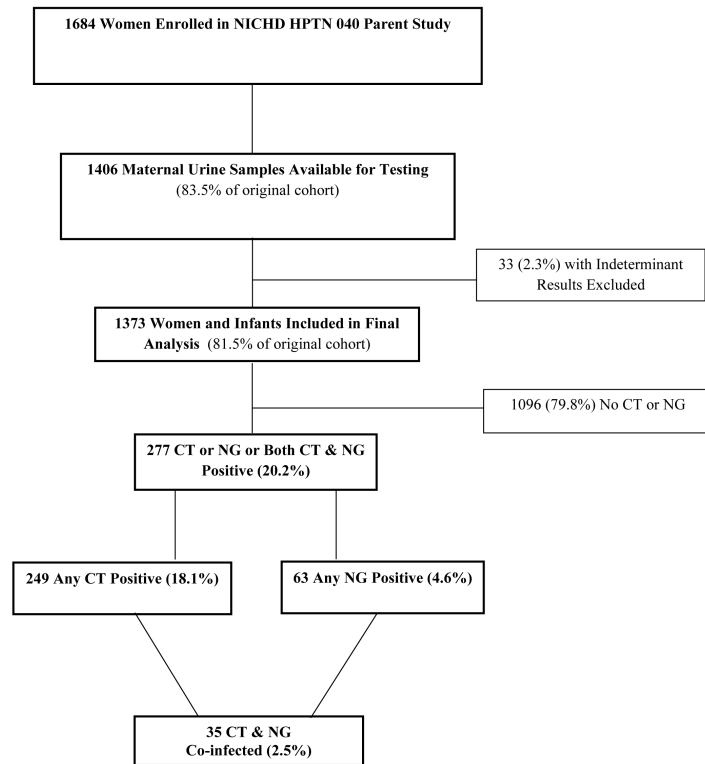 1684 Women Enrolled in NICHD HPTN 040 Parent Study
1406 Maternal Urine Samples Available for Testing
(83.5% of original cohort)
33 (2.3%) with Indeterminant
Results Excluded
1373 Women and Infants Included in Final
Analysis (81.5% of original cohort)
1096 (79.8%) No CT or NG
277 CT or NG or Both CT & NG
Positive (20.2%)
249 Any CT Positive (18.1%)
63 Any NG Positive (4.6%)
35 CT & NG
Co-infected (2.5%)